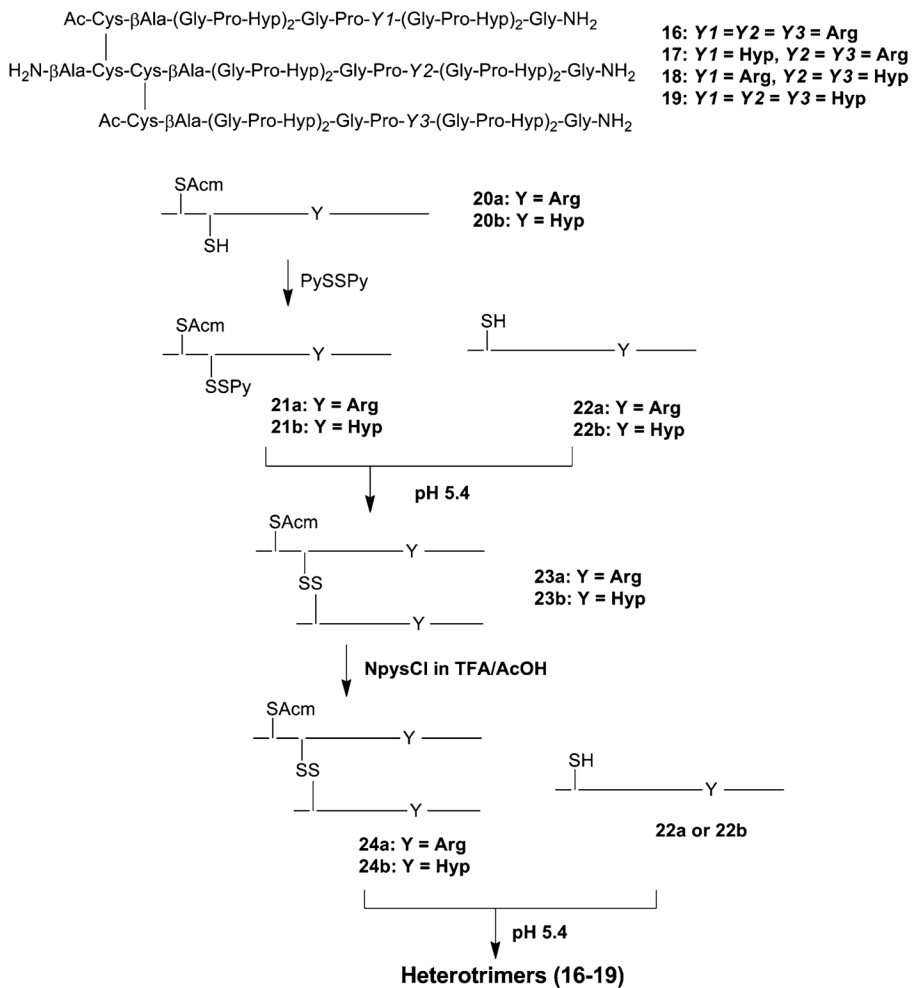 Ac-Cys-βAla-(Gly-Pro-Hyp)2-Gly-Pro-Y1-(Gly-Pro-Hyp)2-Gly-NH2
H2N-βAla-Cys-Cys-βAla-(Gly-Pro-Hyp)2-Gly-Pro-Y2-(Gly-Pro-Hyp)2-Gly-NH2
Ac-Cys-βAla-(Gly-Pro-Hyp)2-Gly-Pro-Y3-(Gly-Pro-Hyp)2-Gly-NH2
16: Y1 =Y2 = Y3 = Arg
17: Y1 = Hyp, Y2 = Y3 = Arg
18: Y1 = Arg, Y2 = Y3 = Hyp
19: Y1 = Y2 = Y3 = Hyp
SAcm
Y
SH
20a: Y = Arg
20b: Y = Hyp
PySSPy
SAcm
Y
SSPy
21a: Y = Arg
21b: Y = Hyp
SH
Y
22a: Y = Arg
22b: Y = Hyp
pH 5.4
SAcm
Y
SS
Y
23a: Y = Arg
23b: Y = Hyp
NpysCl in TFA/AcOH
SAcm
Y
SS
Y
24a: Y = Arg
24b: Y = Hyp
SH
Y
22a or 22b
pH 5.4
Heterotrimers (16-19)